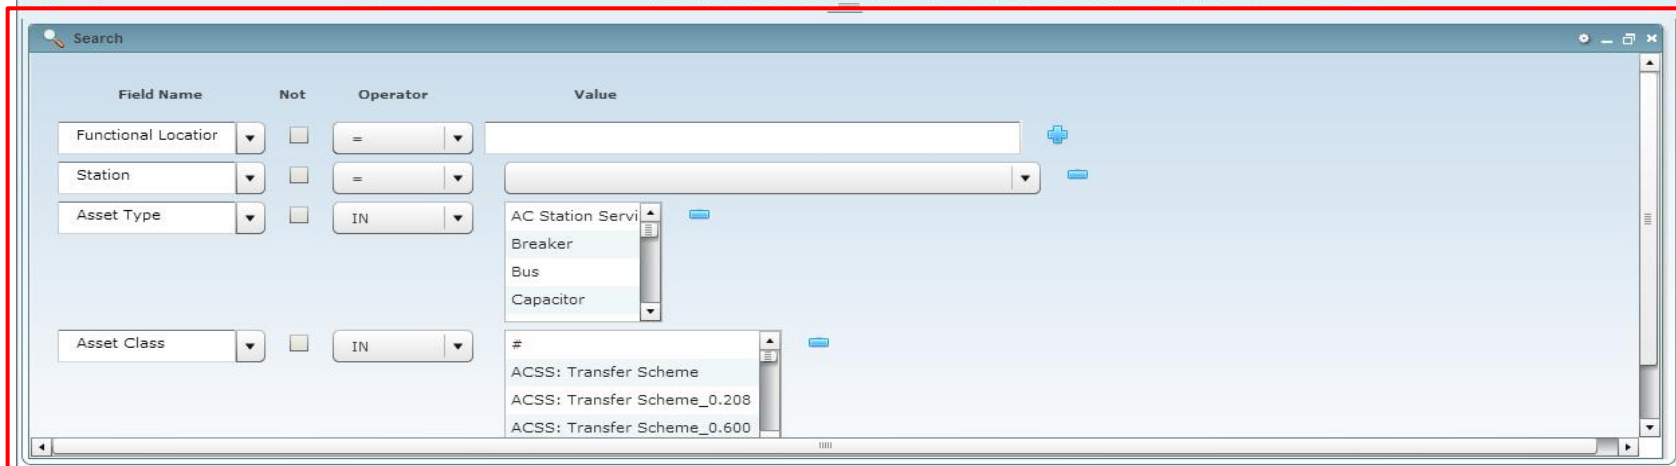 Search
Field Name Not Operator Value
Functional Locatior =
Station =
Asset Type IN
AC Station Servi
Breaker
Bus
Capacitor
Asset Class IN
#
ACSS: Transfer Scheme
ACSS: Transfer Scheme_0.208
ACSS: Transfer Scheme_0.600